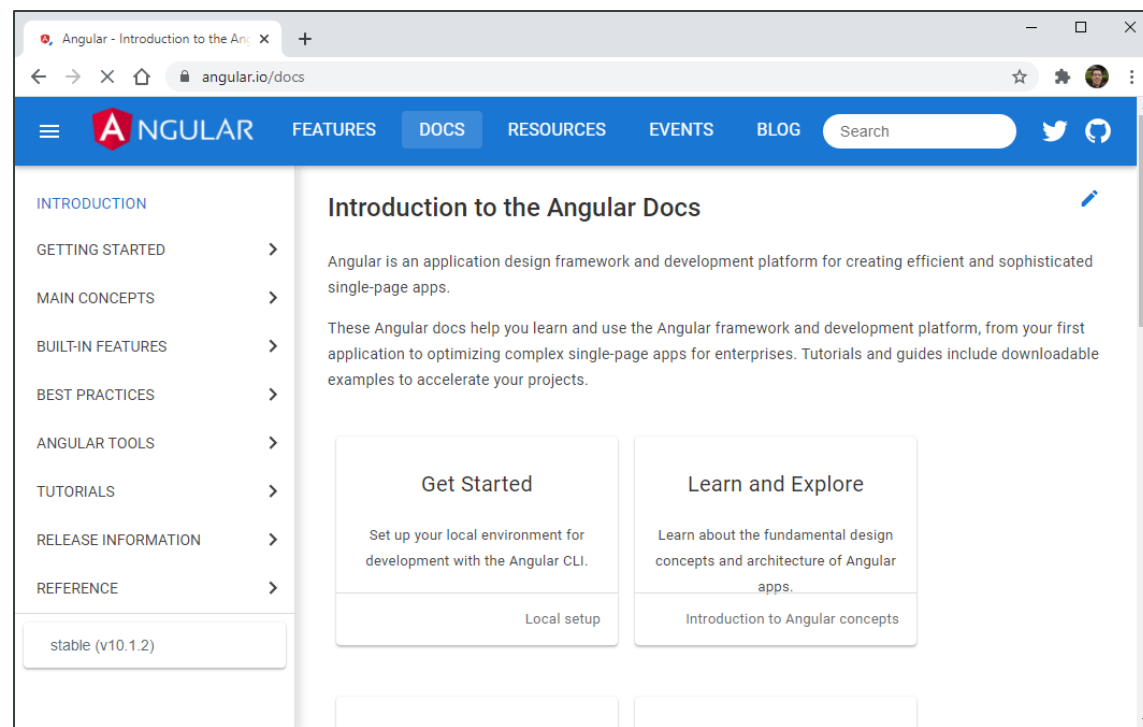 Angular - Introduction to the Ang
angular.io/docs
ANGULAR
FEATURES
DOCS
RESOURCES
EVENTS
BLOG
Search
INTRODUCTION
GETTING STARTED
MAIN CONCEPTS
BUILT-IN FEATURES
BEST PRACTICES
ANGULAR TOOLS
TUTORIALS
RELEASE INFORMATION
REFERENCE
stable (v10.1.2)
Introduction to the Angular Docs
Angular is an application design framework and development platform for creating efficient and sophisticated
single-page apps.
These Angular docs help you learn and use the Angular framework and development platform, from your first
application to optimizing complex single-page apps for enterprises. Tutorials and guides include downloadable
examples to accelerate your projects.
Get Started
Set up your local environment for
development with the Angular CLI.
Local setup
Learn and Explore
Learn about the fundamental design
concepts and architecture of Angular
apps.
Introduction to Angular concepts